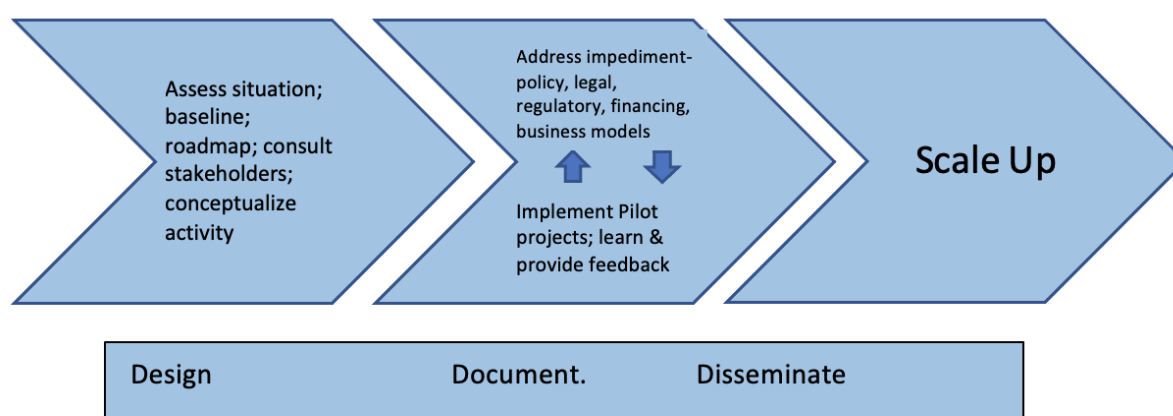 Assess situation;
baseline;
roadmap; consult
stakeholders;
conceptualize
activity
Address impediment-
policy, legal,
regulatory, financing,
business models
Implement Pilot
projects; learn &
provide feedback
Scale Up
Design
Document.
Disseminate